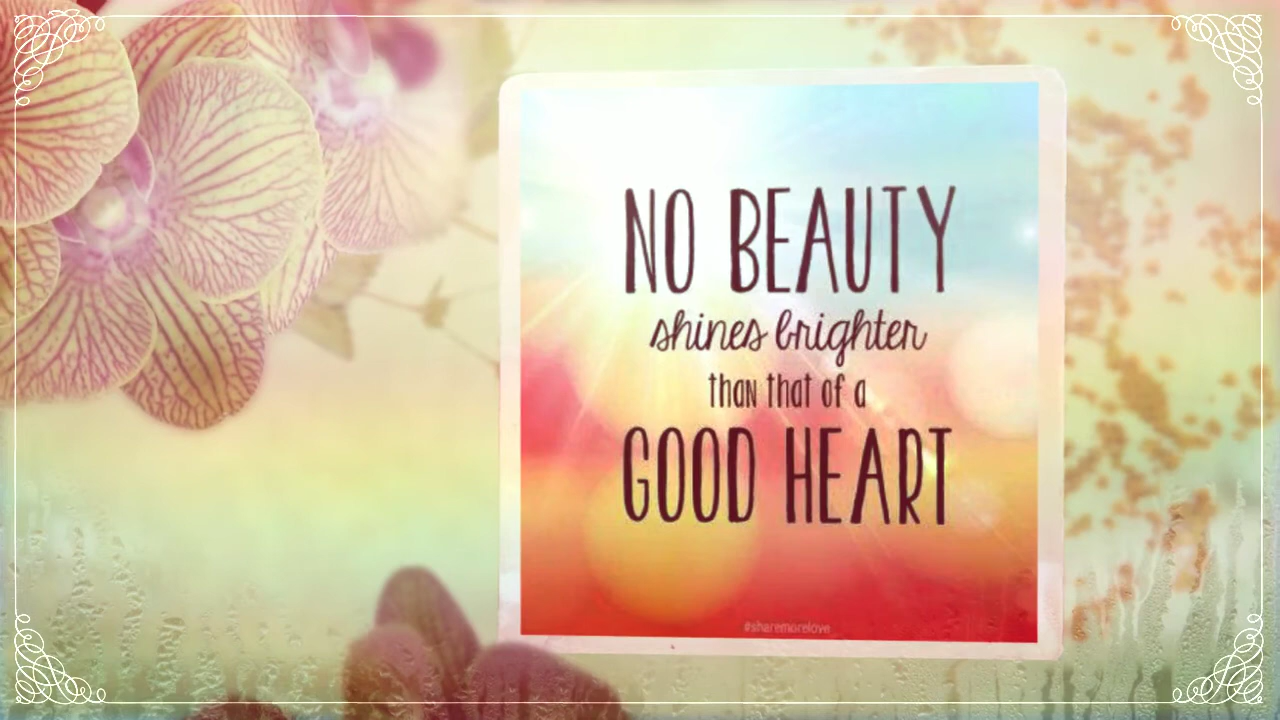 NO BEAUTY
shines brighter
than that of a
GOOD HEART
#sharemorelove